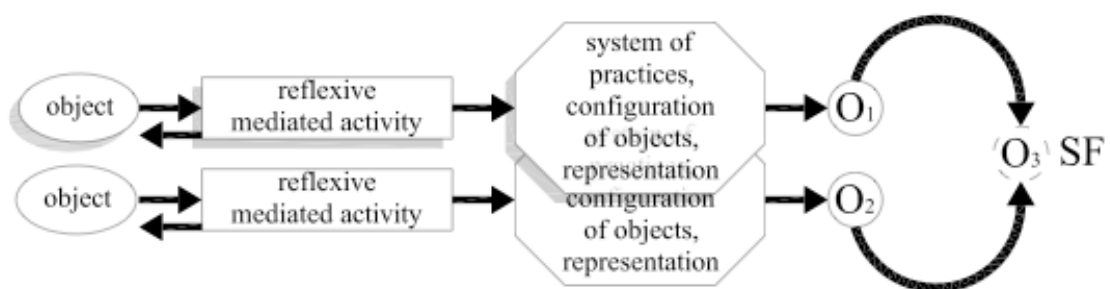 object
reflexive
mediated activity
system of
practices,
configuration
of objects,
representation
O1
O3 SF
object
reflexive
mediated activity
configuration
of objects,
representation
O2